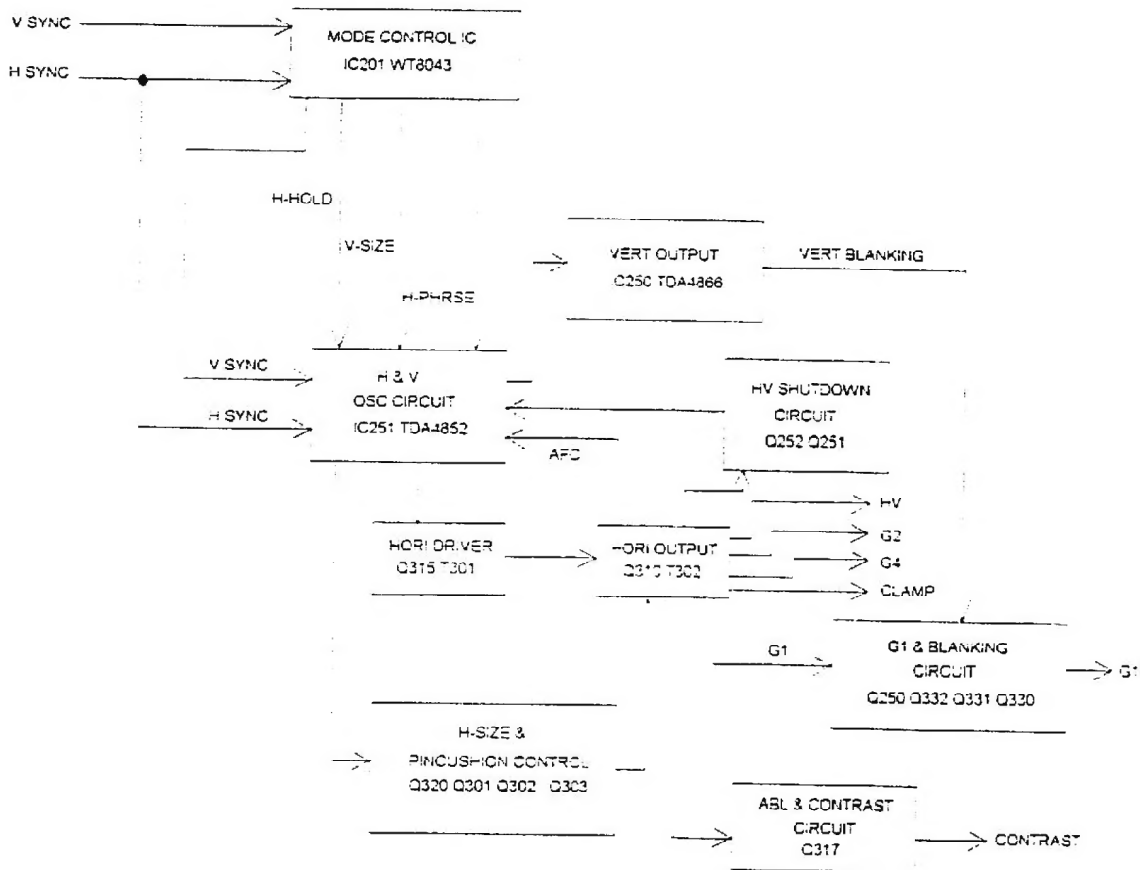 V SYNC
MODE CONTROL IC
IC201 WT8043
H SYNC
H-HOLD
V-SIZE
VERT OUTPUT
IC250 TDA4866
VERT BLANKING
H-PHRSE
V SYNC
H & V
OSC CIRCUIT
IC251 TDA4852
H SYNC
AFC
HV SHUTDOWN
CIRCUIT
Q252 Q251
HV
G2
G4
CLAMP
HORI DRIVER
Q315 T301
HORI OUTPUT
Q310 T302
G1
G1 & BLANKING
CIRCUIT
Q250 Q332 Q331 Q330
G1
H-SIZE &
PINCUSHION CONTROL
Q320 Q301 Q302 Q303
ABL & CONTRAST
CIRCUIT
Q317
CONTRAST